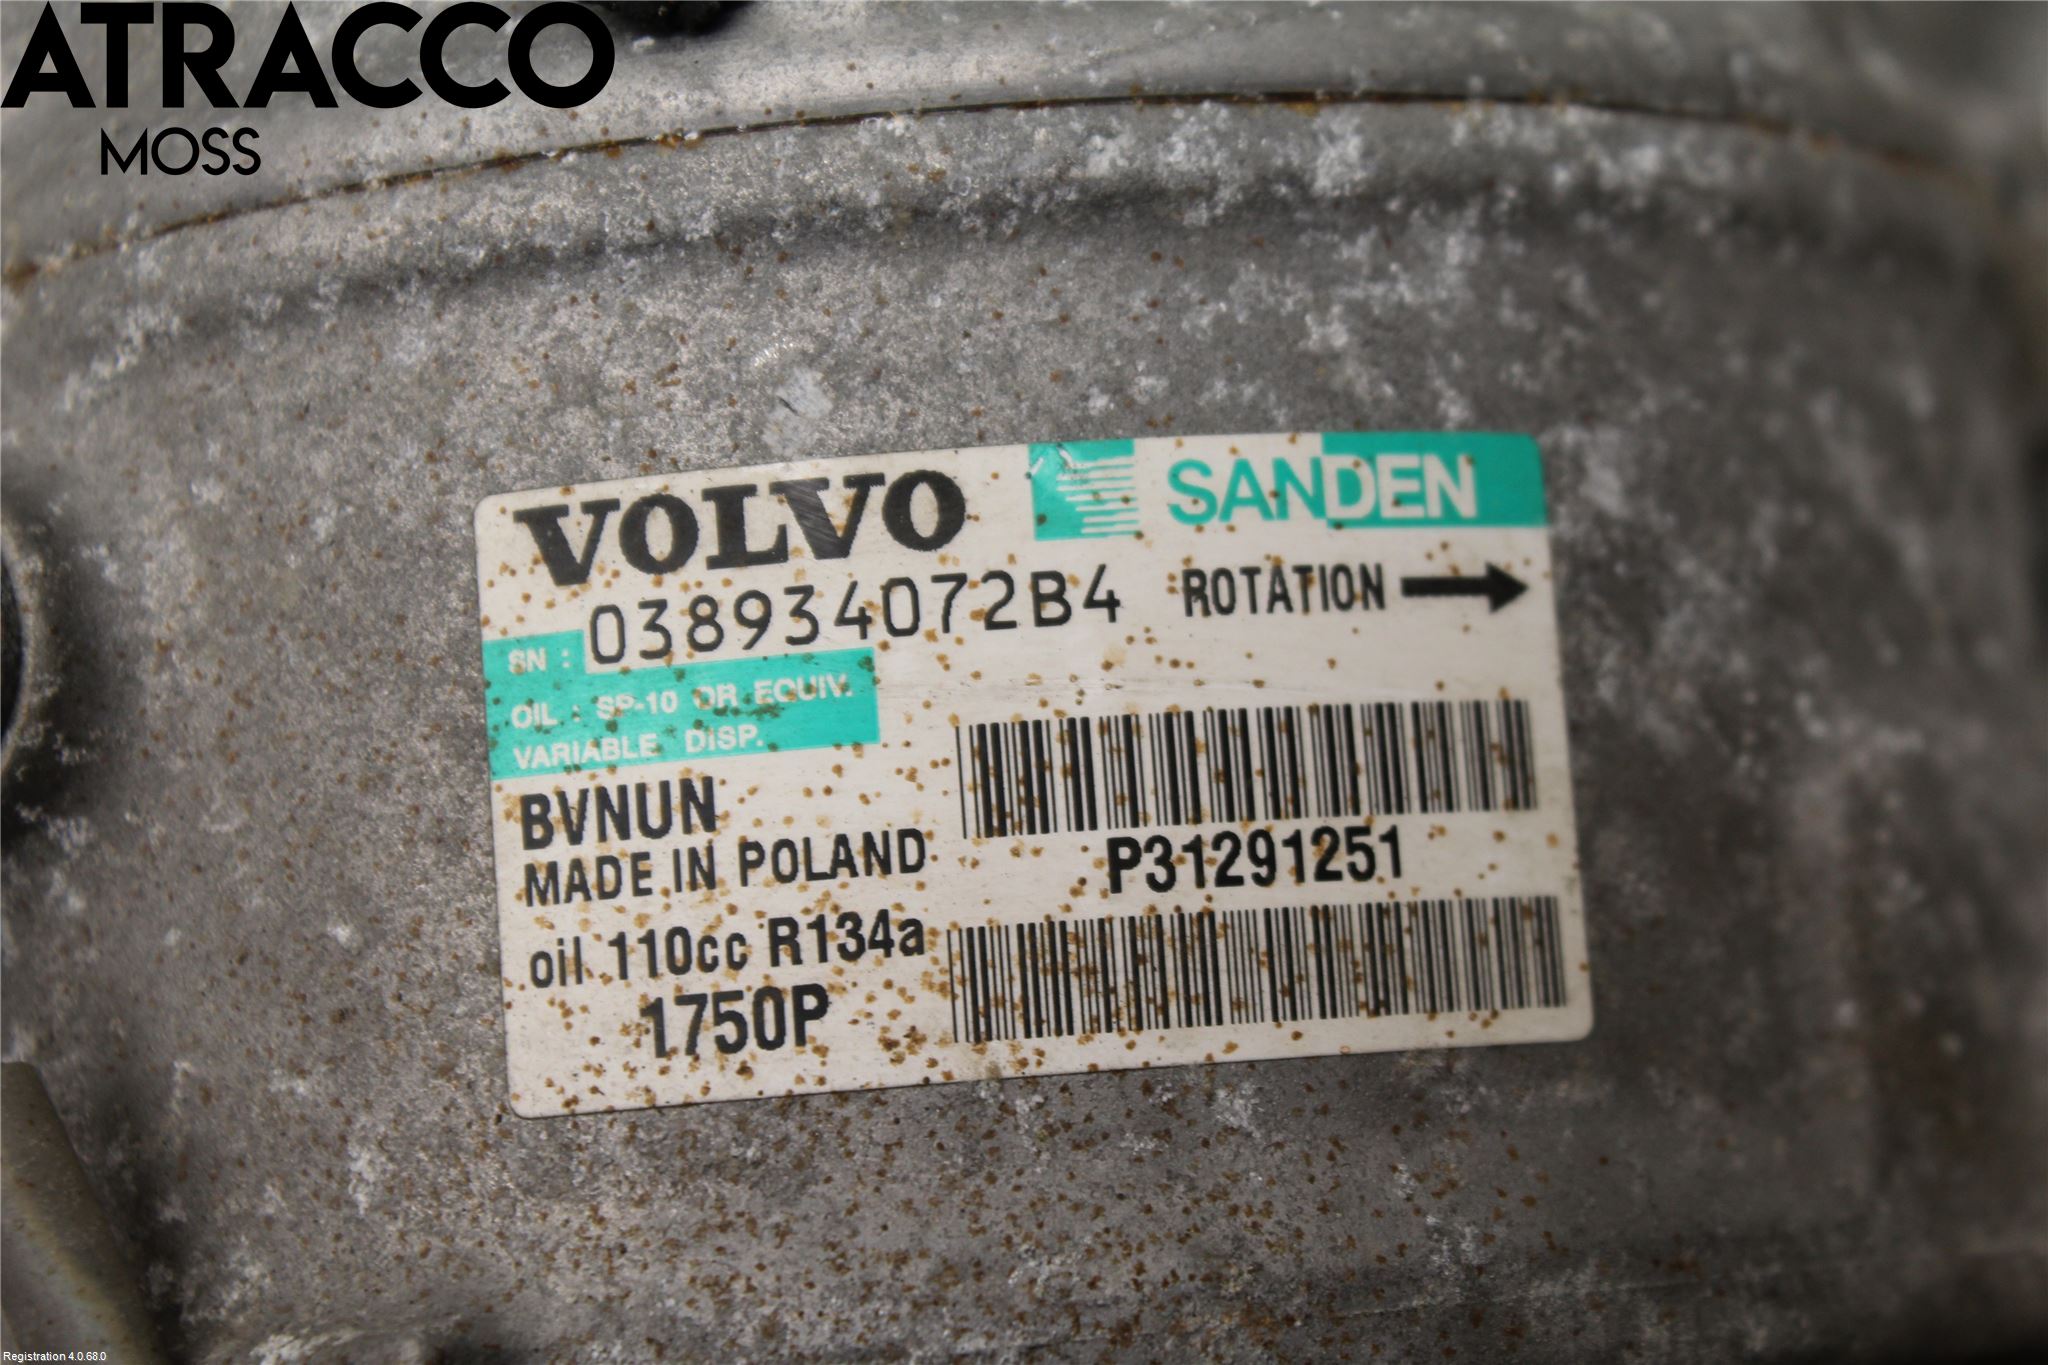 ATRACCO
MOSS
VOLVO SANDEN
SN : 038934072B4 ROTATION
OIL : SP-10 OR EQUIV.
VARIABLE DISP.
BVNUN
MADE IN POLAND
P31291251
oil 110cc R134a
1750P
Registration 4.0.68.0